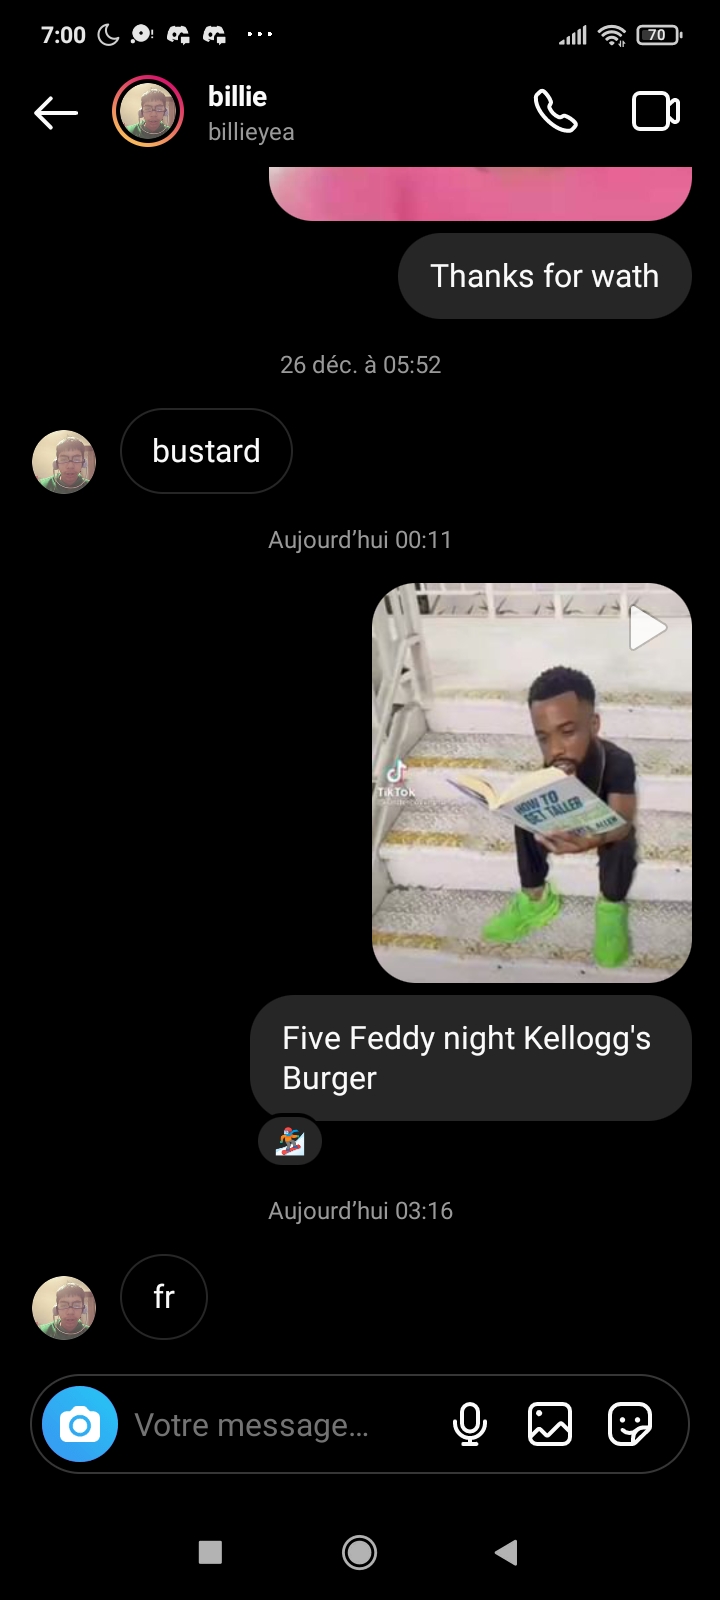 7:00
70
billie
billieyea
Thanks for wath
26 déc. à 05:52
bustard
Aujourd’hui 00:11
TikTok
HOW TO
GET TALLER
ALLEN
Five Feddy night Kellogg's
Burger
Aujourd’hui 03:16
fr
Votre message…